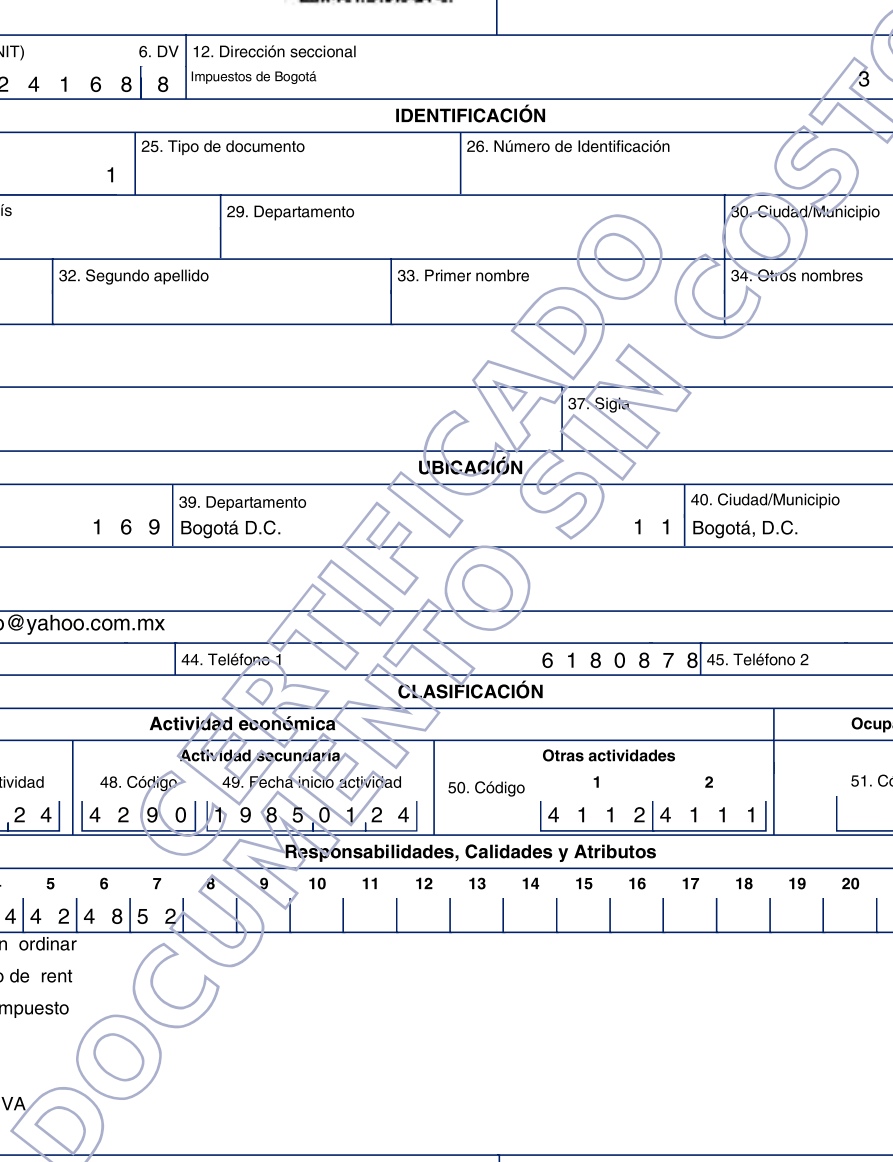 NIT) 6. DV 12. Dirección seccional
2 4 1 6 8 8 Impuestos de Bogotá 3
IDENTIFICACIÓN
25. Tipo de documento 26. Número de Identificación
1
ís 29. Departamento 30. Ciudad/Municipio
32. Segundo apellido 33. Primer nombre 34. Otros nombres
37. Sigla
UBICACIÓN
39. Departamento 40. Ciudad/Municipio
1 6 9 Bogotá D.C. 1 1 Bogotá, D.C.
o@yahoo.com.mx
44. Teléfono 1 6 1 8 0 8 7 8 45. Teléfono 2
CLASIFICACIÓN
Actividad económica Ocupa
Actividad secundaria Otras actividades
tividad 48. Código 49. Fecha inicio actividad 50. Código 1 2 51. Có
2 4 4 2 9 0 1 9 8 5 0 1 2 4 4 1 1 2 4 1 1 1
Responsabilidades, Calidades y Atributos
5 6 7 8 9 10 11 12 13 14 15 16 17 18 19 20
4 4 2 4 8 5 2
n ordinar
o de rent
mpuesto
VA
CERTIFICADO
DOCUMENTO SIN COSTO